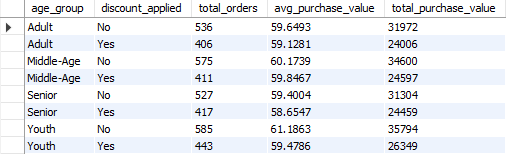 age_group discount_applied total_orders avg_purchase_value total_purchase_value
Adult No 536 59.6493 31972
Adult Yes 406 59.1281 24006
Middle-Age No 575 60.1739 34600
Middle-Age Yes 411 59.8467 24597
Senior No 527 59.4004 31304
Senior Yes 417 58.6547 24459
Youth No 585 61.1863 35794
Youth Yes 443 59.4786 26349